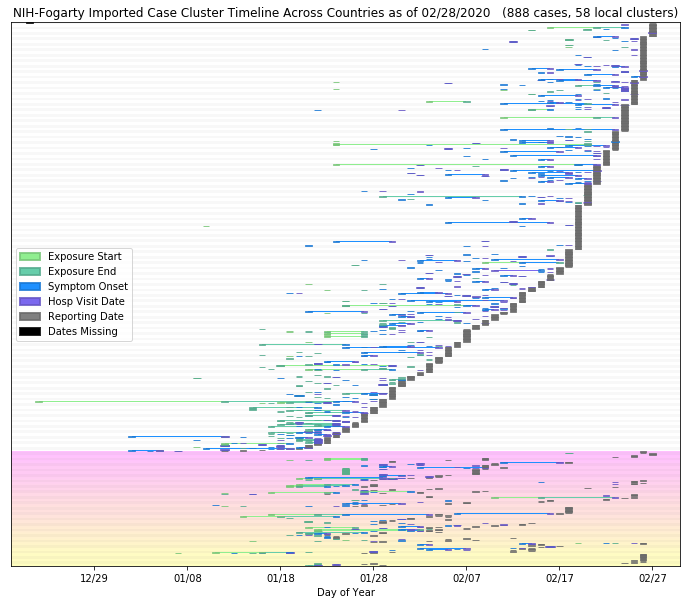 NIH-Fogarty Imported Case Cluster Timeline Across Countries as of 02/28/2020   (888 cases, 58 local clusters)
Exposure Start
Exposure End
Symptom Onset
Hosp Visit Date
Reporting Date
Dates Missing
12/29 01/08 01/18 01/28 02/07 02/17 02/27
Day of Year